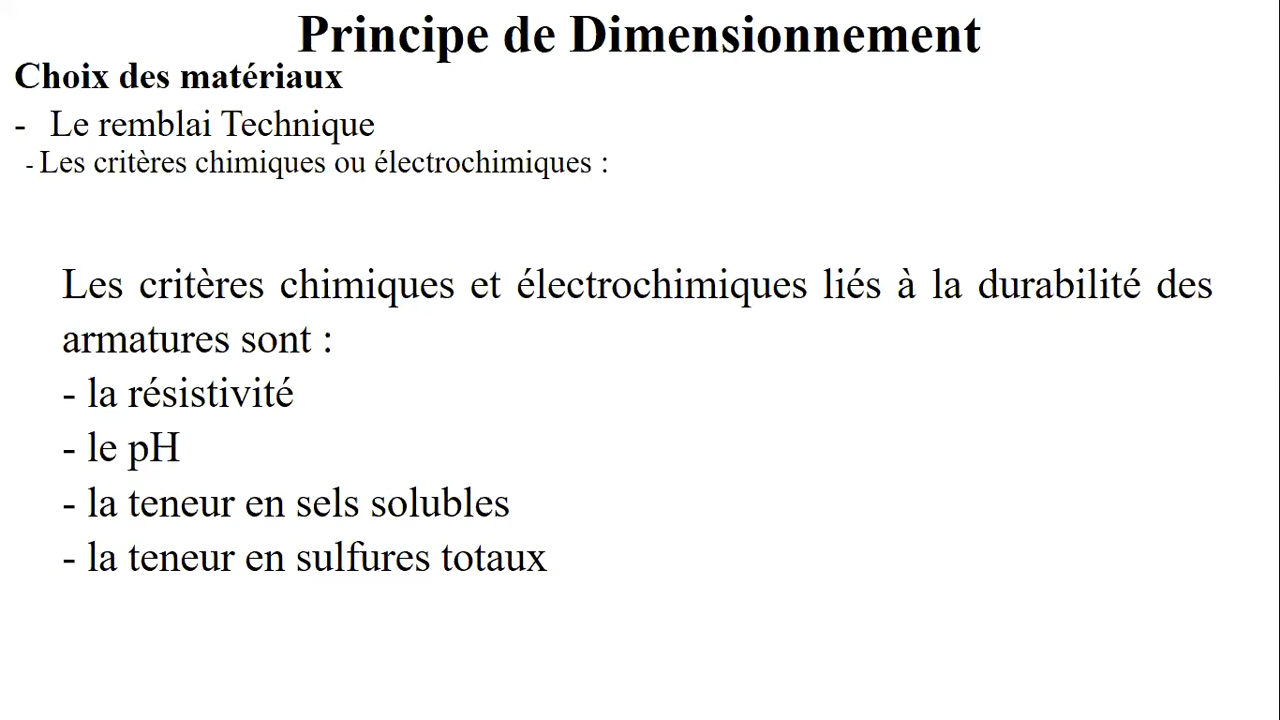 Principe de Dimensionnement
Choix des matériaux
- Le remblai Technique
- Les critères chimiques ou électrochimiques :
Les critères chimiques et électrochimiques liés à la durabilité des
armatures sont :
- la résistivité
- le pH
- la teneur en sels solubles
- la teneur en sulfures totaux